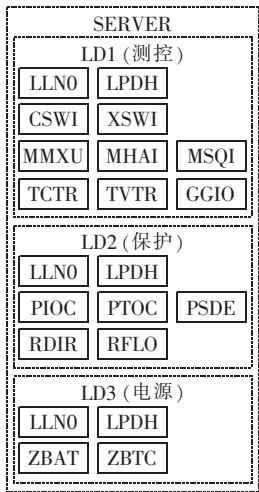 SERVER
LD1(测控)
LLN0 LPDH
CSWI XSWI
MMXU MHAI MSQI
TCTR TVTR GGIO
LD2(保护)
LLN0 LPDH
PIOC PTOC PSDE
RDIR RFLO
LD3(电源)
LLN0 LPDH
ZBAT ZBTC